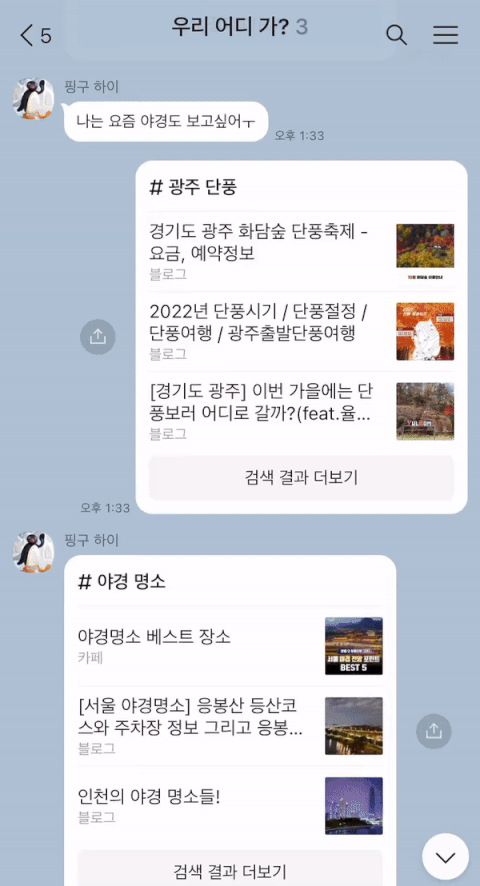 5
우리 어디 가? 3
핑구 하이
나는 요즘 야경도 보고싶어ㅜ
오후 1:33
# 광주 단풍
경기도 광주 화담숲 단풍축제 -
요금, 예약정보
블로그
2022년 단풍시기 / 단풍절정 /
단풍여행 / 광주출발단풍여행
블로그
[경기도 광주] 이번 가을에는 단
풍보러 어디로 갈까?(feat.율...
블로그
검색 결과 더보기
오후 1:33
핑구 하이
# 야경 명소
야경명소 베스트 장소
카페
BEST 5
[서울 야경명소] 응봉산 등산코
스와 주차장 정보 그리고 응봉...
블로그
인천의 야경 명소들!
블로그
검색 결과 더보기